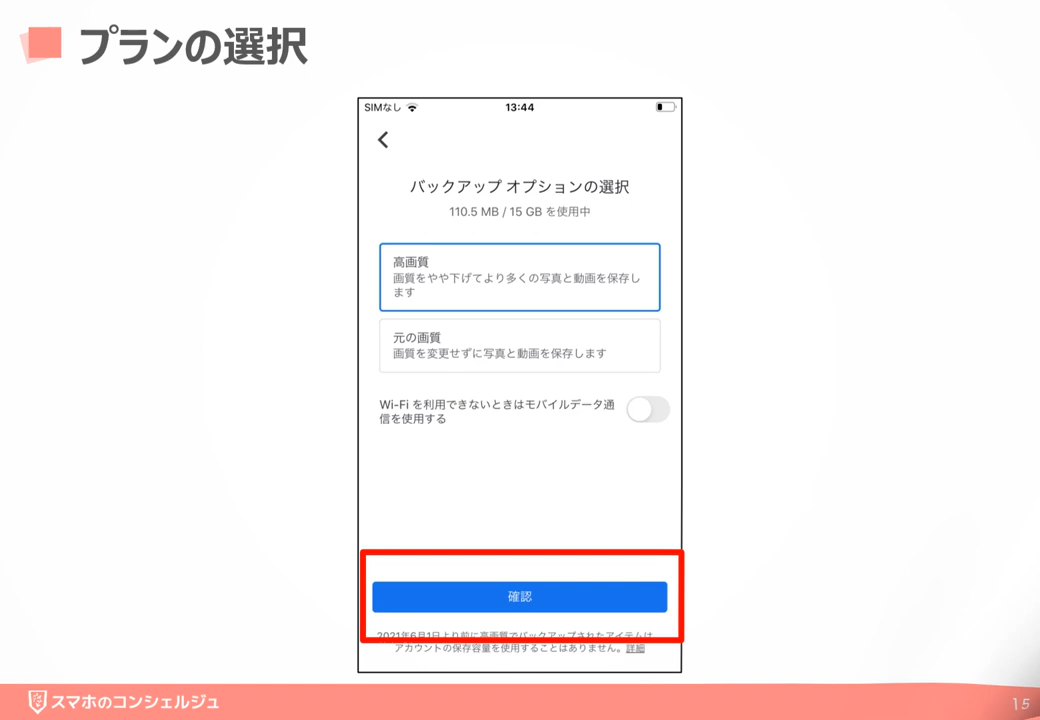 プランの選択
SIMなし 13:44
バックアップ オプションの選択
110.5 MB / 15 GB を使用中
高画質
画質をやや下げてより多くの写真と動画を保存し
ます
元の画質
画質を変更せずに写真と動画を保存します
Wi-Fi を利用できないときはモバイルデータ通
信を使用する
確認
2021年6月1日より前に高画質でバックアップされたアイテムは、
アカウントの保存容量を使用することはありません。詳細
スマホのコンシェルジュ
15